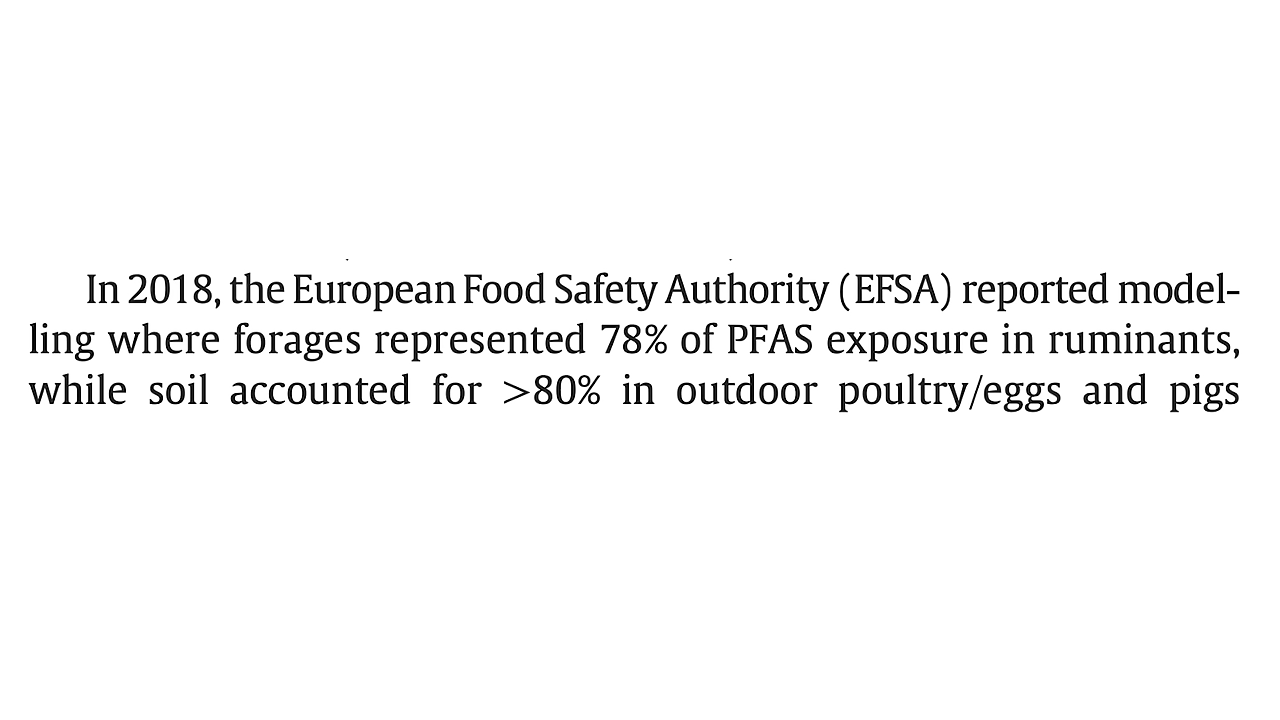 In 2018, the European Food Safety Authority (EFSA) reported model-
ling where forages represented 78% of PFAS exposure in ruminants,
while soil accounted for >80% in outdoor poultry/eggs and pigs